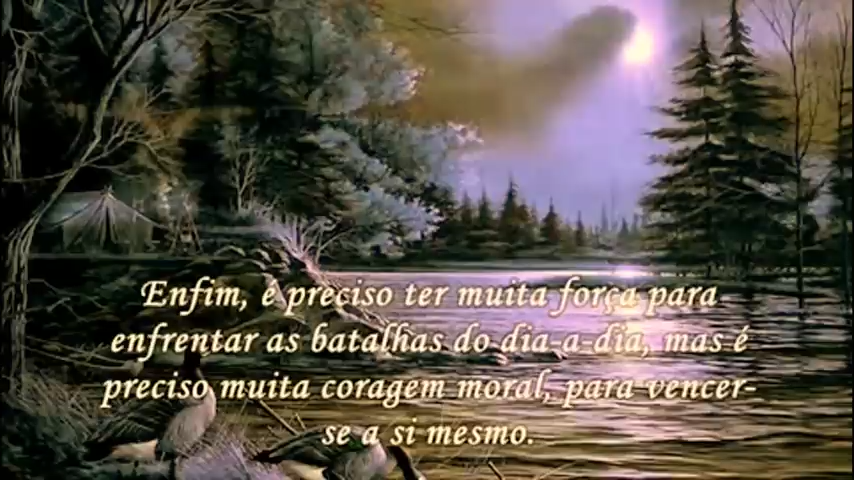 Enfim, é preciso ter muita força para
enfrentar as batalhas do dia-a-dia, mas é
preciso muita coragem moral, para vencer-
se a si mesmo.